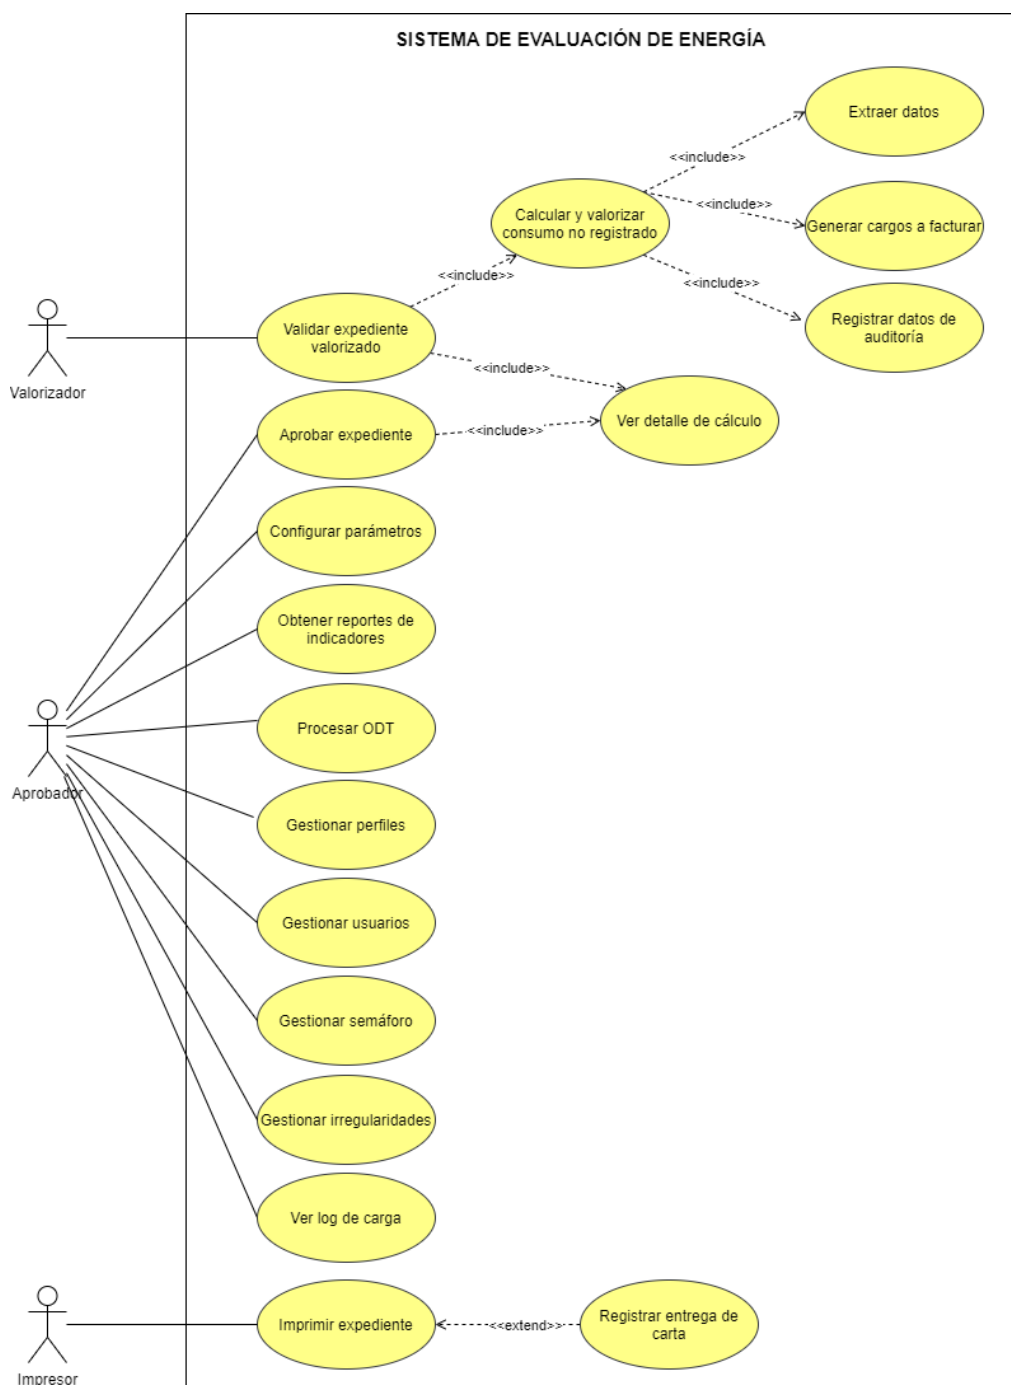 SISTEMA DE EVALUACIÓN DE ENERGÍA
Extraer datos
<<include>>
Calcular y valorizar
consumo no registrado
<<include>>
Generar cargos a facturar
<<include>>
<<include>>
Registrar datos de
auditoría
Valorizador
Validar expediente
valorizado
<<include>>
Ver detalle de cálculo
Aprobar expediente
<<include>>
Configurar parámetros
Obtener reportes de
indicadores
Procesar ODT
Aprobador
Gestionar perfiles
Gestionar usuarios
Gestionar semáforo
Gestionar irregularidades
Ver log de carga
Impresor
Imprimir expediente
<<extend>>
Registrar entrega de
carta